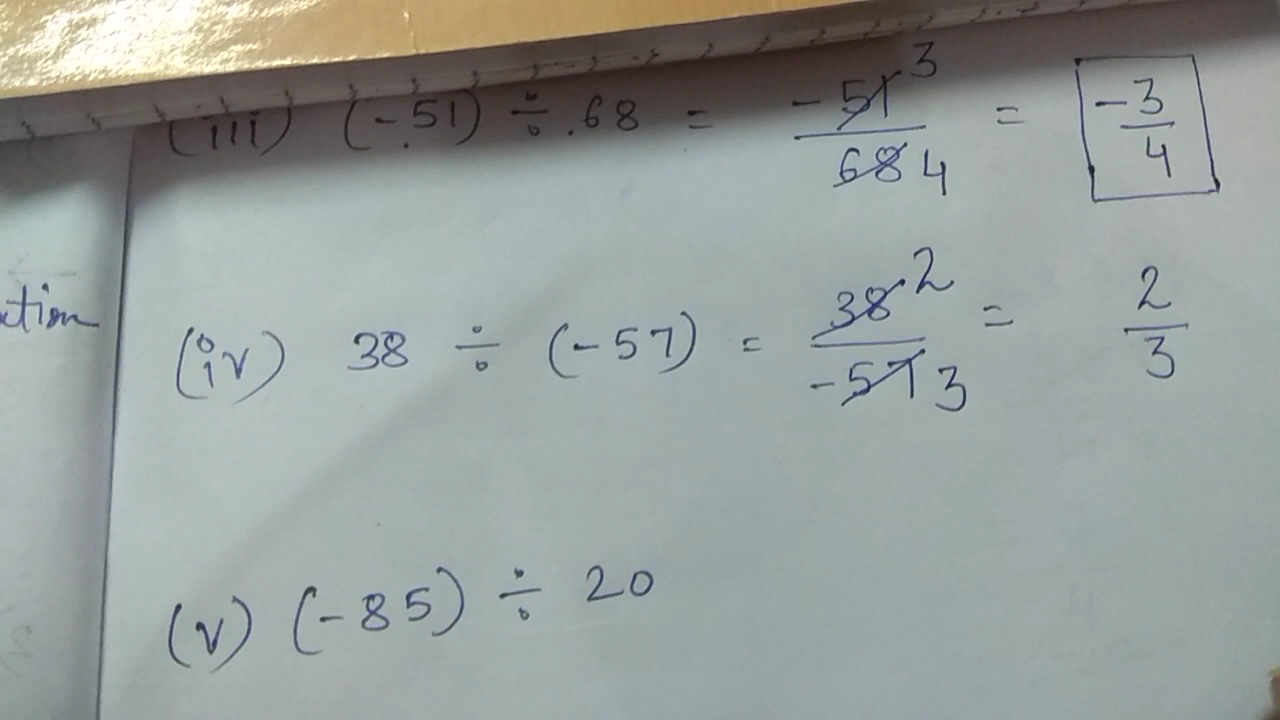 (iii) (-51) ÷ 68 = -51 3 / 68 4 = -3/4
ation
(iv) 38 ÷ (-57) = 38 2 / -57 3 = 2/3
(v) (-85) ÷ 20